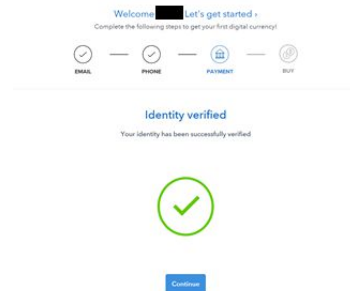 Welcome Let's get started ›
Complete the following steps to get your first digital currency!
EMAIL
PHONE
PAYMENT
BUY
Identity verified
Your identity has been successfully verified
Continue